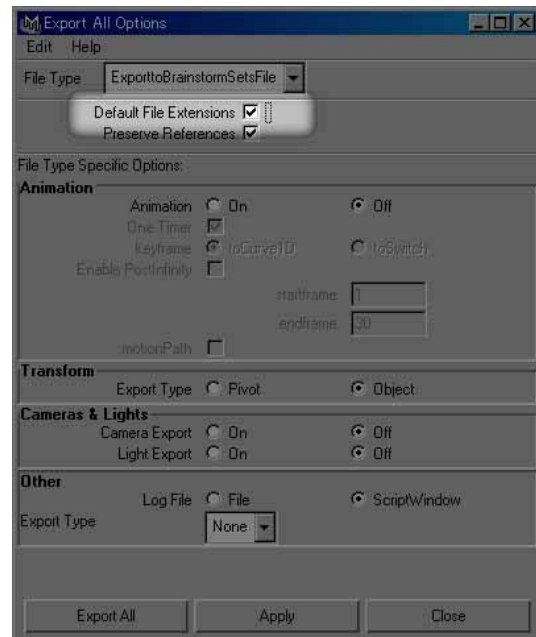 Export All Options
Edit Help
File Type ExporttoBrainstormSetsFile
Default File Extensions
Preserve References
File Type Specific Options:
Animation
Animation On Off
One Timer
keyframe toCurve1D toSwitch
Enable PostInfinity
startframe 1
endframe 30
motionPath
Transform
Export Type Pivot Object
Cameras & Lights
Camera Export On Off
Light Export On Off
Other
Log File File ScriptWindow
Export Type None
Export All Apply Close